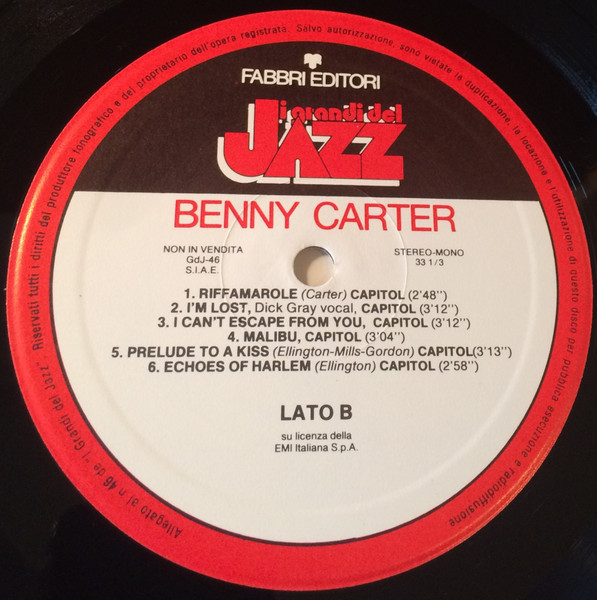 FABBRI EDITORI
i grandi del
JAZZ
BENNY CARTER
NON IN VENDITA
GdJ-46
S.I.A.E.
STEREO-MONO
33 1/3
1. RIFFAMAROLE (Carter) CAPITOL (2'48")
2. I'M LOST, Dick Gray vocal, CAPITOL (3'12")
3. I CAN'T ESCAPE FROM YOU, CAPITOL (3'12")
4. MALIBU, CAPITOL (3'04")
5. PRELUDE TO A KISS (Ellington-Mills-Gordon) CAPITOL(3'13")
6. ECHOES OF HARLEM (Ellington) CAPITOL (2'58")
LATO B
su licenza della
EMI Italiana S.p.A.
Allegato al n 46 de «I Grandi del Jazz». Riservati tutti i diritti del produttore fonografico e del proprietario dell'opera registrata. Salvo autorizzazione, sono vietate la duplicazione, la locazione e l'utilizzazione di questo disco per pubblica esecuzione e radiodiffusione